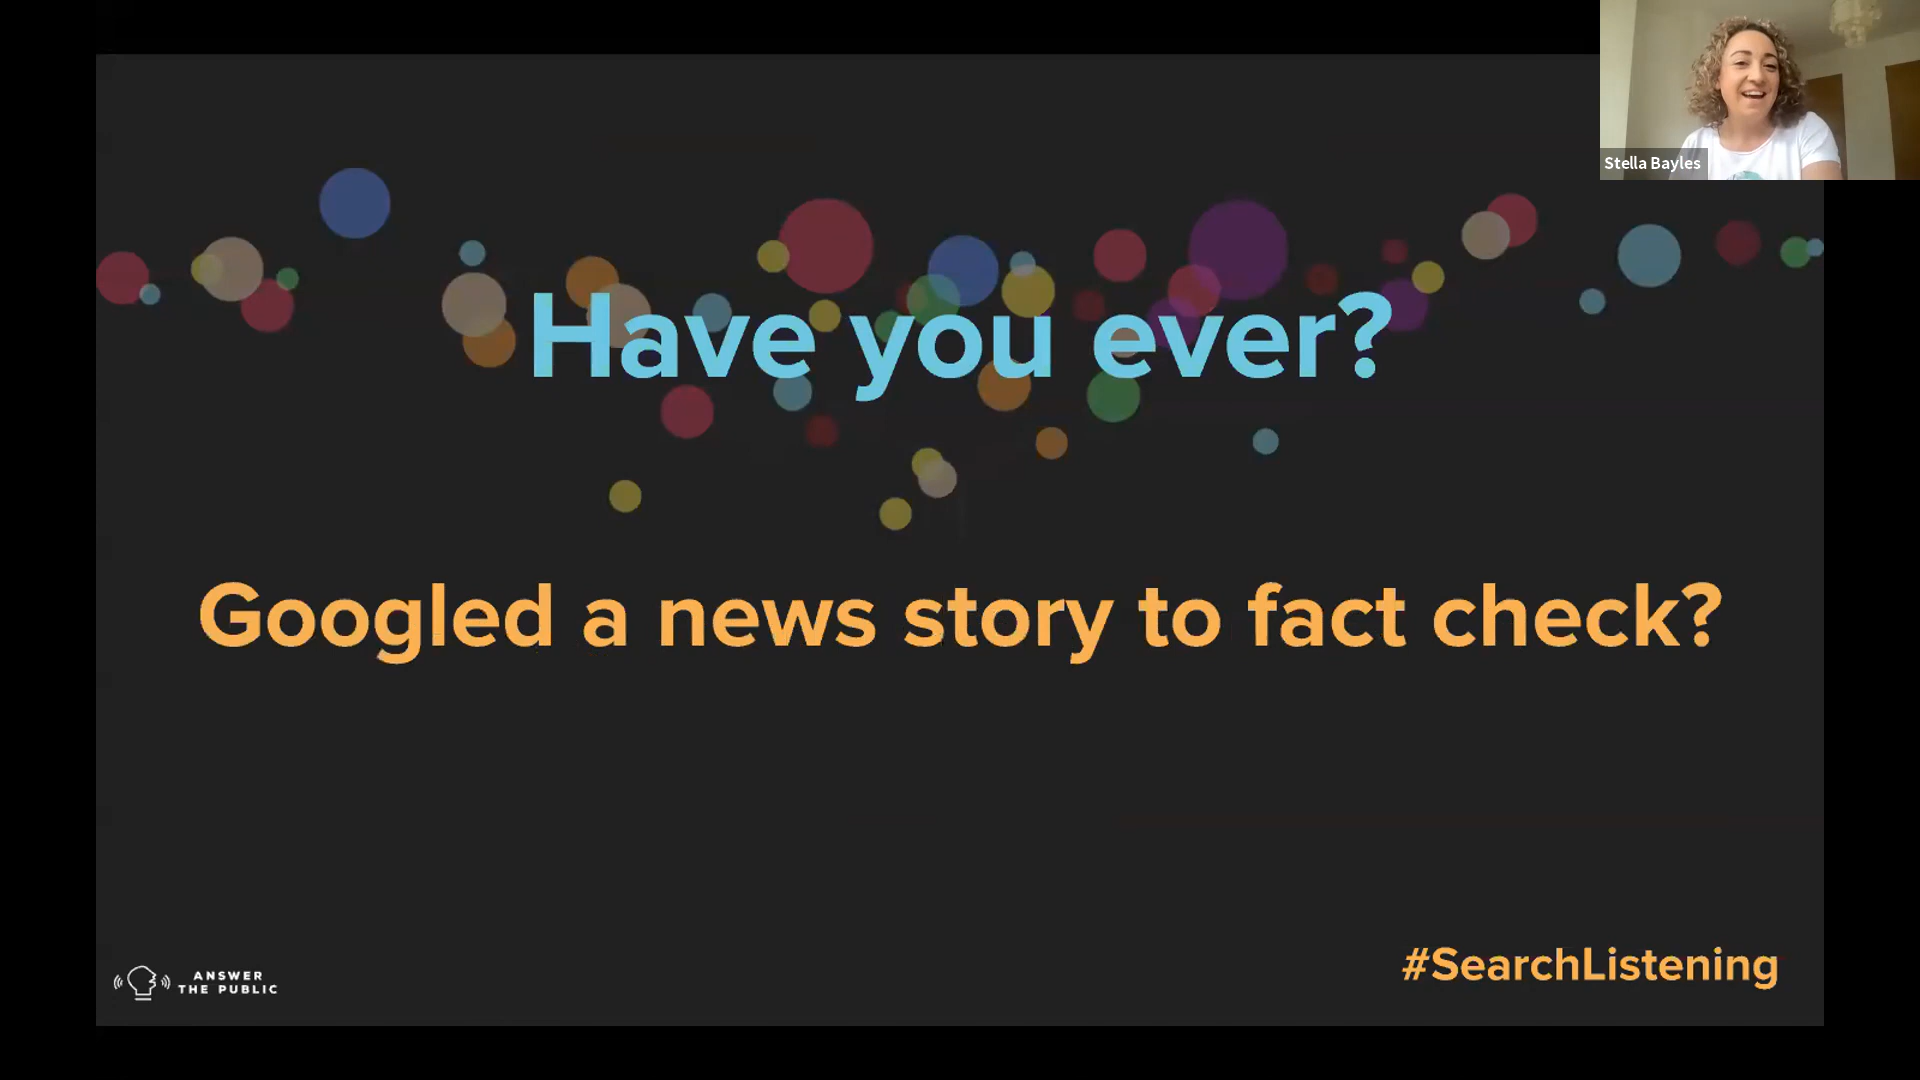 Stella Bayles
Have you ever?
Googled a news story to fact check?
ANSWER
THE PUBLIC
#SearchListening